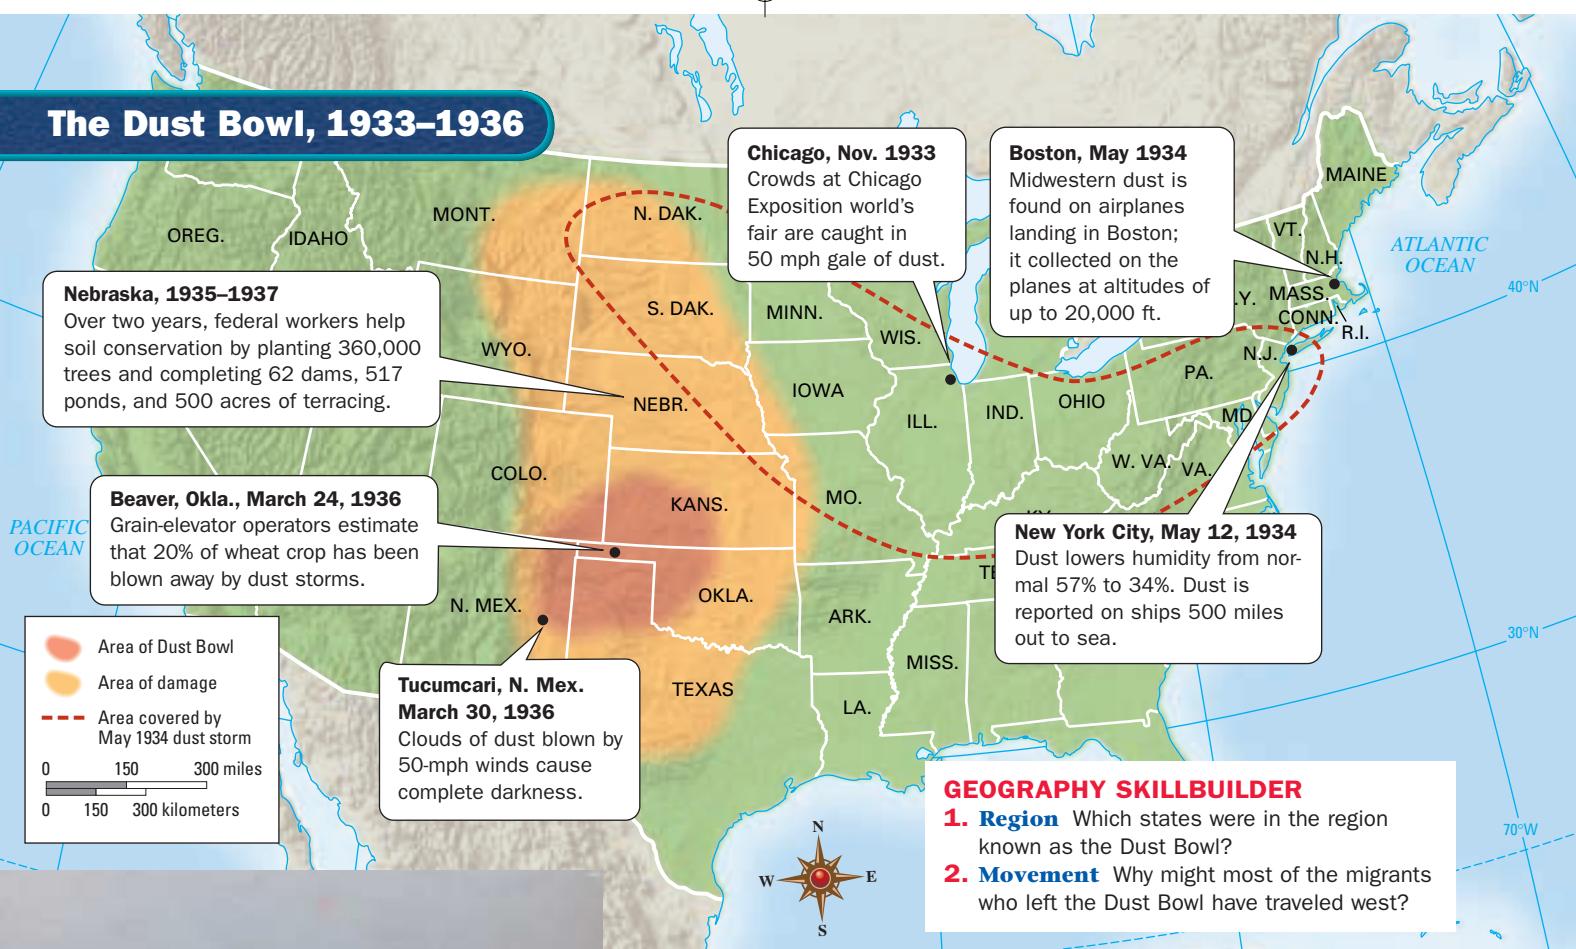 The Dust Bowl, 1933–1936
Chicago, Nov. 1933
Crowds at Chicago
Exposition world's
fair are caught in
50 mph gale of dust.
Boston, May 1934
Midwestern dust is
found on airplanes
landing in Boston;
it collected on the
planes at altitudes of
up to 20,000 ft.
Nebraska, 1935–1937
Over two years, federal workers help
soil conservation by planting 360,000
trees and completing 62 dams, 517
ponds, and 500 acres of terracing.
Beaver, Okla., March 24, 1936
Grain-elevator operators estimate
that 20% of wheat crop has been
blown away by dust storms.
Tucumcari, N. Mex.
March 30, 1936
Clouds of dust blown by
50-mph winds cause
complete darkness.
New York City, May 12, 1934
Dust lowers humidity from nor-
mal 57% to 34%. Dust is
reported on ships 500 miles
out to sea.
OREG.
IDAHO
MONT.
N. DAK.
S. DAK.
MINN.
WIS.
WYO.
NEBR.
IOWA
ILL.
IND.
OHIO
PA.
N.J.
MD.
W. VA.
VA.
KY.
TE
COLO.
KANS.
MO.
N. MEX.
OKLA.
ARK.
TEXAS
LA.
MISS.
MAINE
VT.
N.H.
.Y.
MASS.
CONN.
R.I.
ATLANTIC
OCEAN
PACIFIC
OCEAN
40°N
30°N
70°W
Area of Dust Bowl
Area of damage
Area covered by
May 1934 dust storm
0 150 300 miles
0 150 300 kilometers
N
W E
S
GEOGRAPHY SKILLBUILDER
1. Region Which states were in the region
known as the Dust Bowl?
2. Movement Why might most of the migrants
who left the Dust Bowl have traveled west?